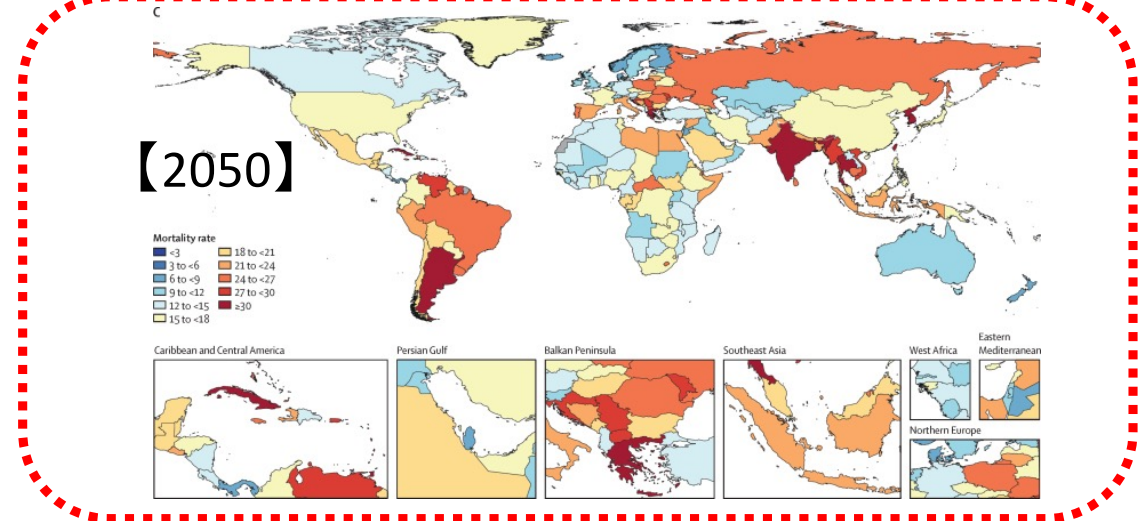 C
【2050】
Mortality rate
<3
3 to <6
6 to <9
9 to <12
12 to <15
15 to <18
18 to <21
21 to <24
24 to <27
27 to <30
≥30
Caribbean and Central America
Persian Gulf
Balkan Peninsula
Southeast Asia
West Africa
Eastern
Mediterranean
Northern Europe